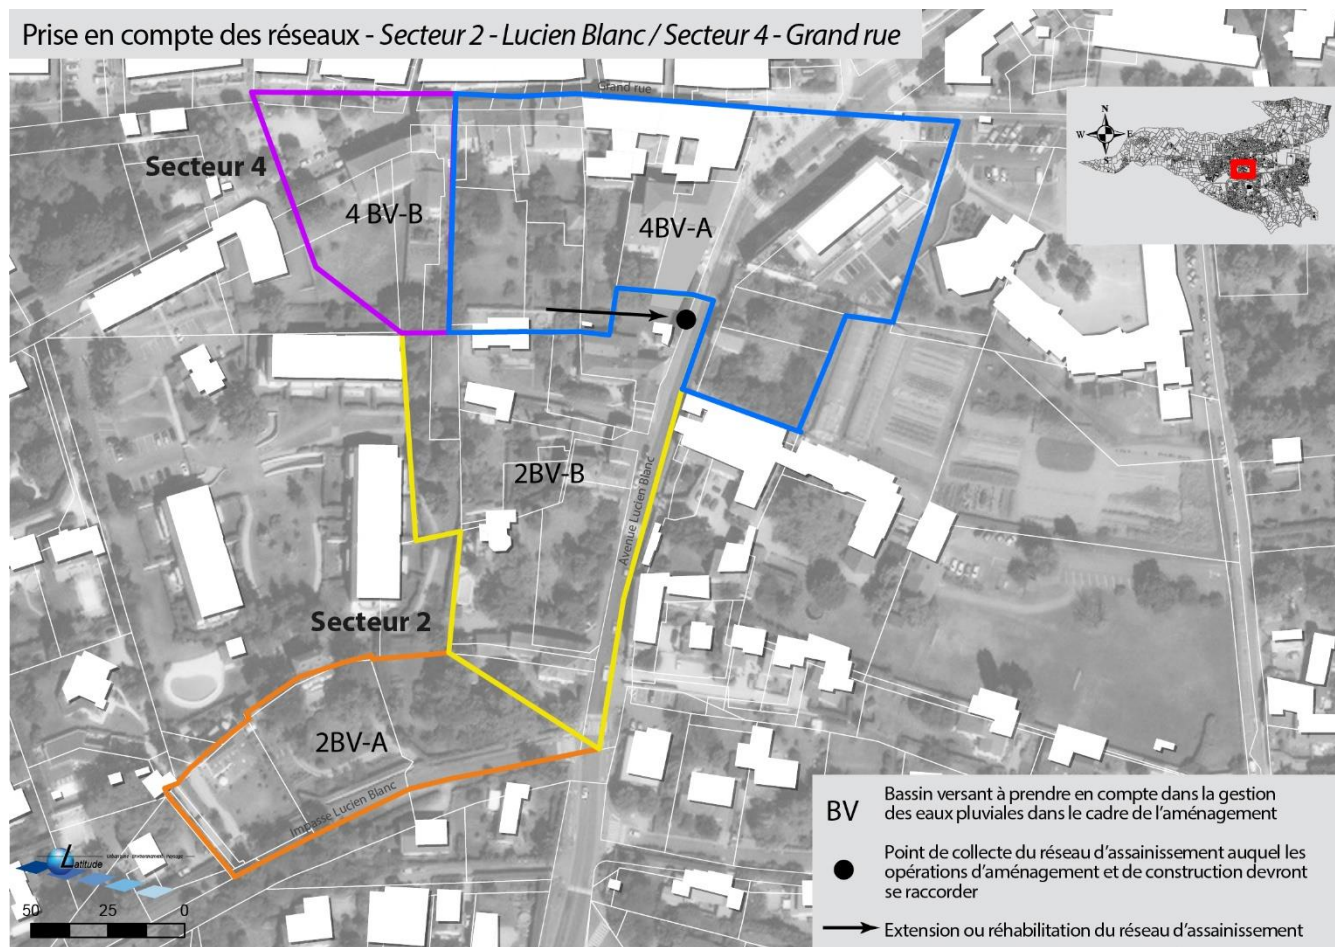 Prise en compte des réseaux - Secteur 2 - Lucien Blanc / Secteur 4 - Grand rue
Grand rue
N
W E
S
Secteur 4
4 BV-B
4BV-A
2BV-B
Avenue Lucien Blanc
Secteur 2
2BV-A
Impasse Lucien Blanc
Latitude
50 25 0
BV
Bassin versant à prendre en compte dans la gestion
des eaux pluviales dans le cadre de l'aménagement
Point de collecte du réseau d'assainissement auquel les
opérations d'aménagement et de construction devront
se raccorder
Extension ou réhabilitation du réseau d'assainissement